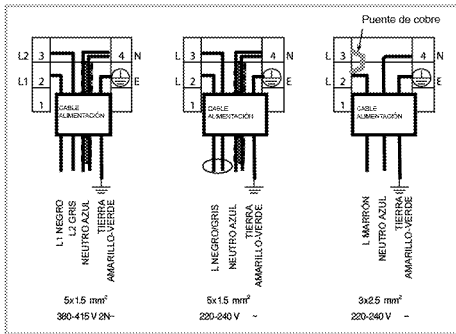 Puente de cobre
L2 3 4 N
L1 2 E
1
CABLE
ALIMENTACIÓN
L1 NEGRO
L2 GRIS
NEUTRO AZUL
TIERRA
AMARILLO-VERDE
5x1.5 mm²
380-415 V 2N~
L 3 4 N
L 2 E
1
CABLE
ALIMENTACIÓN
L NEGRO/GRIS
NEUTRO AZUL
TIERRA
AMARILLO-VERDE.
5x1.5 mm²
220-240 V ~
L 3 4 N
L 2 E
1
CABLE
ALIMENTACIÓN
L MARRÓN
NEUTRO AZUL
TIERRA
AMARILLO-VERDE.
3x2.5 mm²
220-240 V ~